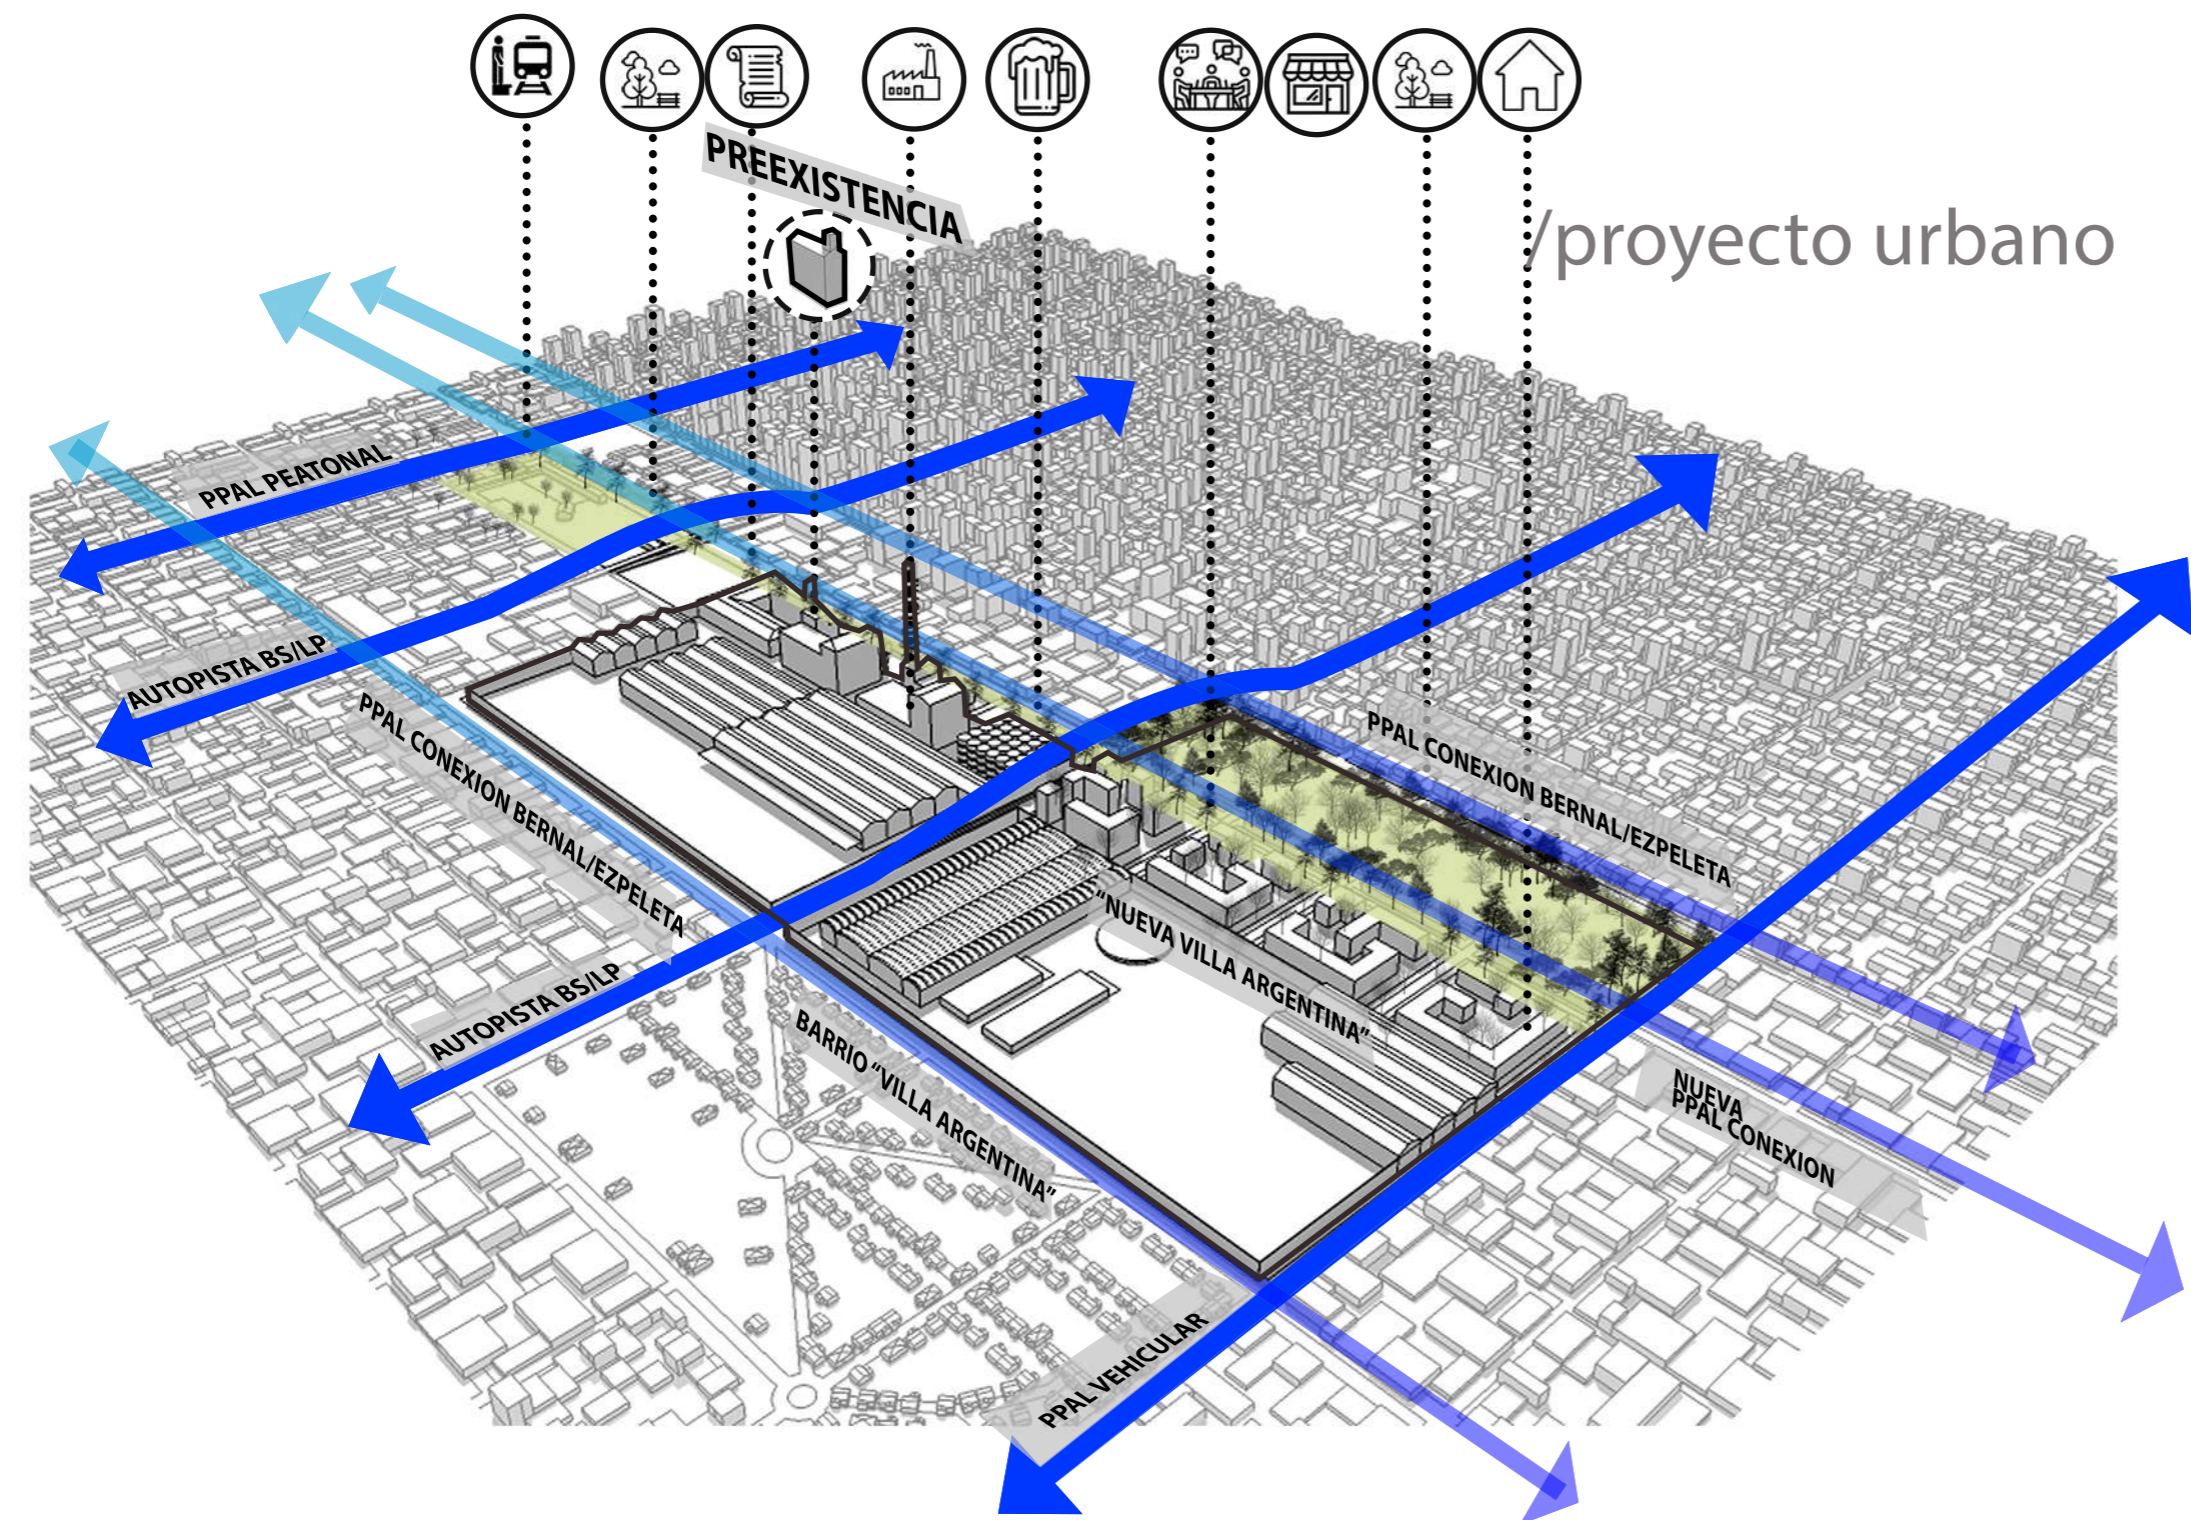 PREEXISTENCIA
/proyecto urbano
PPAL PEATONAL
AUTOPISTA BS/LP
PPAL CONEXION BERNAL/EZPELETA
PPAL CONEXION BERNAL/EZPELETA
"NUEVA VILLA ARGENTINA"
AUTOPISTA BS/LP
BARRIO "VILLA ARGENTINA"
NUEVA
PPAL CONEXION
PPAL VEHICULAR